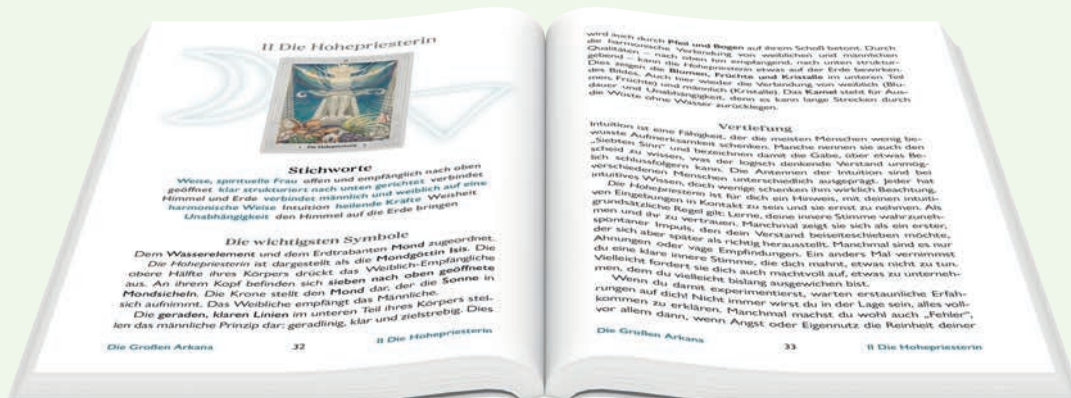 II Die Hohepriesterin
Die Hohepriesterin
Stichworte
Weise, spirituelle Frau offen und empfänglich nach oben
geöffnet klar strukturiert nach unten gerichtet verbindet
Himmel und Erde verbindet männlich und weiblich auf eine
harmonische Weise Intuition heilende Kräfte Weisheit
Unabhängigkeit den Himmel auf die Erde bringen
Die wichtigsten Symbole
Dem Wasserelement und dem Erdtrabanten Mond zugeordnet.
Die Hohepriesterin ist dargestellt als die Mondgöttin Isis. Die
obere Hälfte ihres Körpers drückt das Weiblich-Empfängliche
aus. An ihrem Kopf befinden sich sieben nach oben geöffnete
Mondsicheln. Die Krone stellt den Mond dar, der die Sonne in
sich aufnimmt. Das Weibliche empfängt das Männliche.
Die geraden, klaren Linien im unteren Teil ihres Körpers stel-
len das männliche Prinzip dar: geradlinig, klar und zielstrebig. Dies
Die Großen Arkana 32 II Die Hohepriesterin
wird auch durch Pfeil und Bogen auf ihrem Schoß betont. Durch
die harmonische Verbindung von weiblichen und männlichen
Qualitäten – nach oben hin empfangend, nach unten struktur-
gebend – kann die Hohepriesterin etwas auf der Erde bewirken.
Dies zeigen die Blumen, Früchte und Kristalle im unteren Teil
des Bildes. Auch hier wieder die Verbindung von weiblich (Blu-
men, Früchte) und männlich (Kristalle). Das Kamel steht für Aus-
dauer und Unabhängigkeit, denn es kann lange Strecken durch
die Wüste ohne Wasser zurücklegen.
Vertiefung
Intuition ist eine Fähigkeit, der die meisten Menschen wenig be-
wusste Aufmerksamkeit schenken. Manche nennen sie auch den
„Siebten Sinn“ und bezeichnen damit die Gabe, über etwas Be-
scheid zu wissen, was der logisch denkende Verstand unmög-
lich schlussfolgern kann. Die Antennen der Intuition sind bei
verschiedenen Menschen unterschiedlich ausgeprägt. Jeder hat
intuitives Wissen, doch wenige schenken ihm wirklich Beachtung.
Die Hohepriesterin ist für dich ein Hinweis, mit deinen intuiti-
ven Eingebungen in Kontakt zu sein und sie ernst zu nehmen. Als
grundsätzliche Regel gilt: Lerne, deine innere Stimme wahrzuneh-
men und ihr zu vertrauen. Manchmal zeigt sie sich als ein erster,
spontaner Impuls, den dein Verstand beiseiteschieben möchte,
der sich aber später als richtig herausstellt. Manchmal sind es nur
Ahnungen oder vage Empfindungen. Ein anderes Mal vernimmst
du eine klare innere Stimme, die dich mahnt, etwas nicht zu tun.
Vielleicht fordert sie dich auch machtvoll auf, etwas zu unterneh-
men, dem du vielleicht bislang ausgewichen bist.
Wenn du damit experimentierst, warten erstaunliche Erfah-
rungen auf dich! Nicht immer wirst du in der Lage sein, alles voll-
kommen zu erklären. Manchmal machst du wohl auch „Fehler“,
vor allem dann, wenn Angst oder Eigennutz die Reinheit deiner
Die Großen Arkana 33 II Die Hohepriesterin